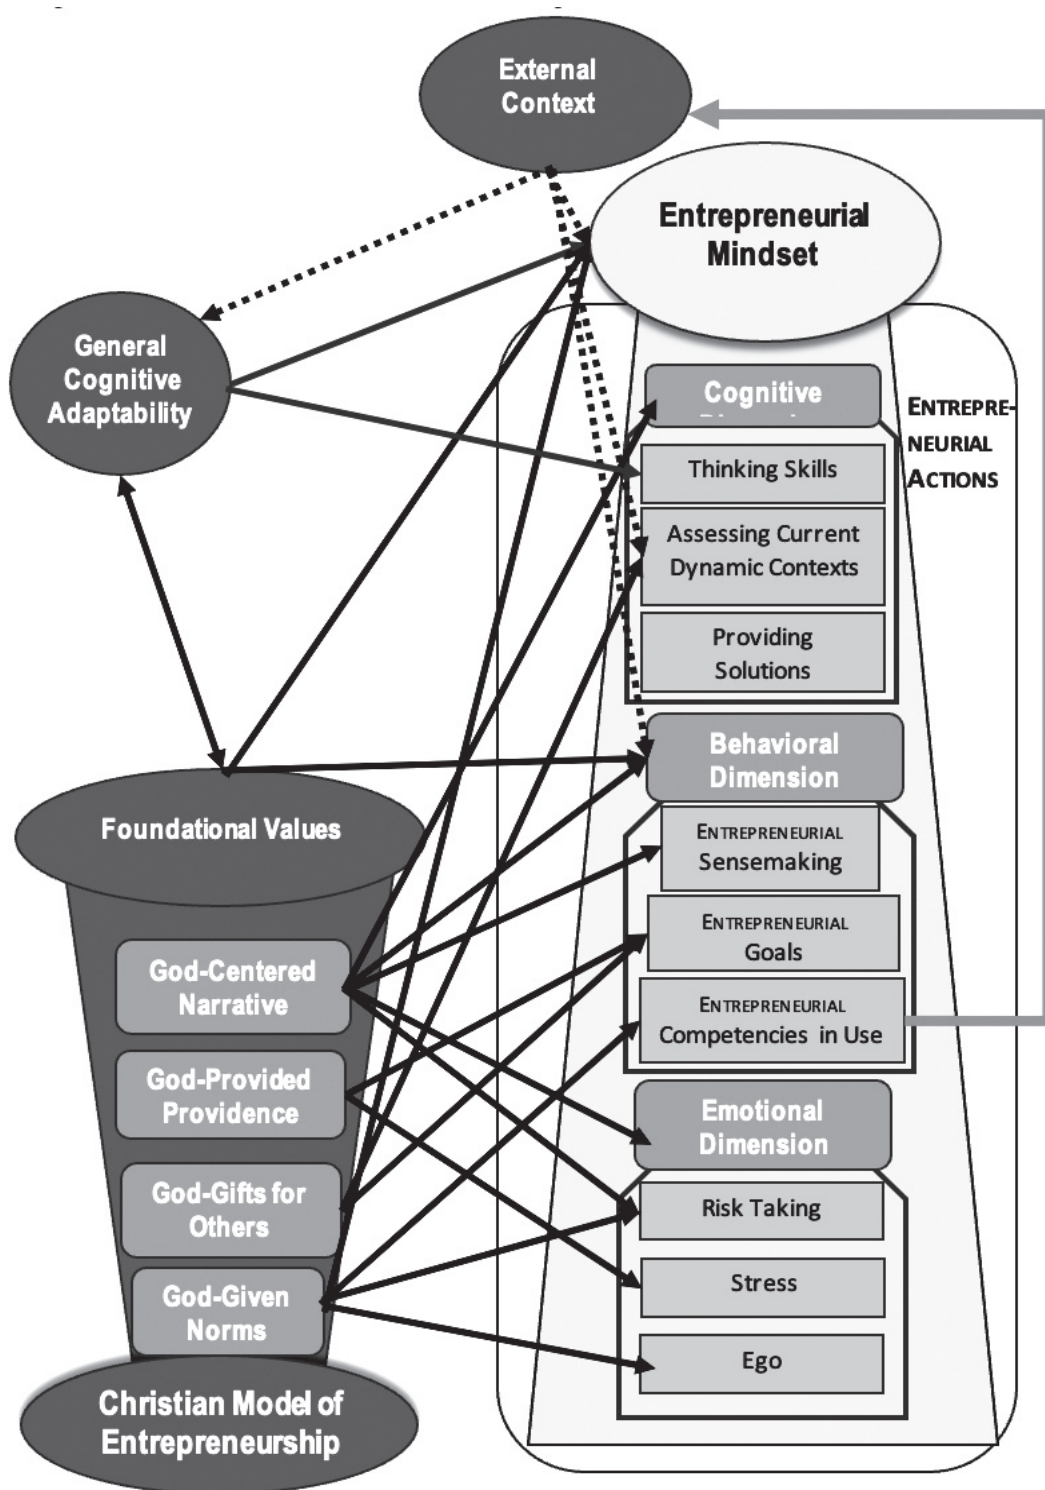 External
Context
Entrepreneurial
Mindset
General
Cognitive
Adaptability
Cognitive
ENTREPRE-
NEURIAL
ACTIONS
Thinking Skills
Assessing Current
Dynamic Contexts
Providing
Solutions
Behavioral
Dimension
Foundational Values
ENTREPRENEURIAL
Sensemaking
ENTREPRENEURIAL
Goals
God-Centered
Narrative
ENTREPRENEURIAL
Competencies in Use
God-Provided
Providence
Emotional
Dimension
God-Gifts for
Others
Risk Taking
Stress
God-Given
Norms
Ego
Christian Model of
Entrepreneurship